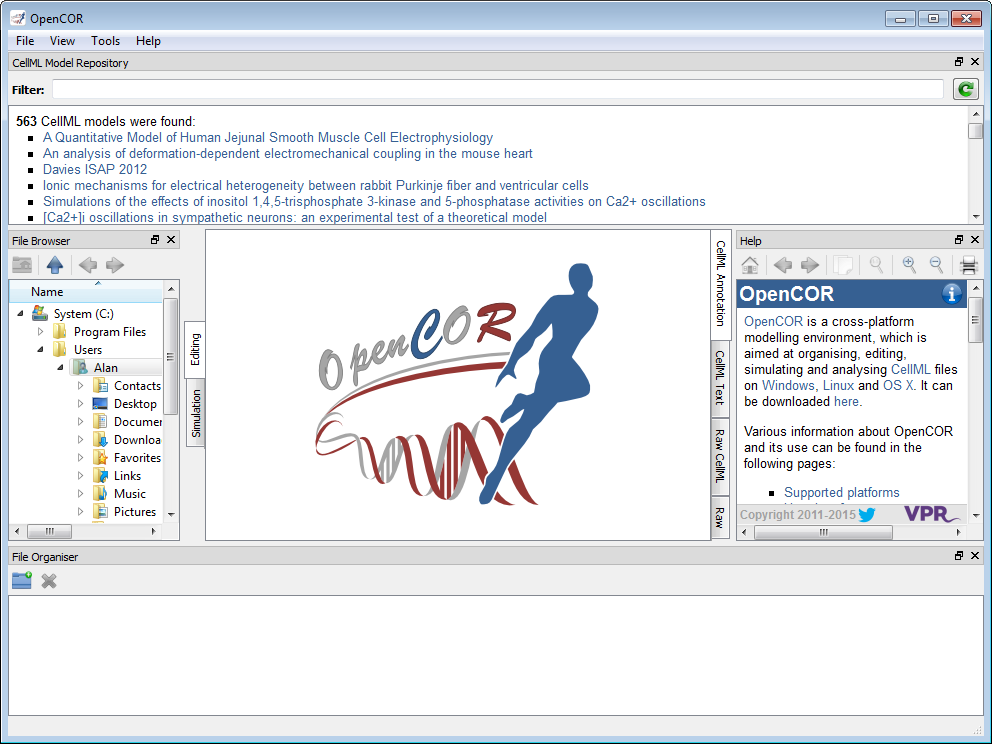 OpenCOR
File View Tools Help
CellML Model Repository
Filter:
563 CellML models were found:
A Quantitative Model of Human Jejunal Smooth Muscle Cell Electrophysiology
An analysis of deformation-dependent electromechanical coupling in the mouse heart
Davies ISAP 2012
Ionic mechanisms for electrical heterogeneity between rabbit Purkinje fiber and ventricular cells
Simulations of the effects of inositol 1,4,5-trisphosphate 3-kinase and 5-phosphatase activities on Ca2+ oscillations
[Ca2+]i oscillations in sympathetic neurons: an experimental test of a theoretical model
File Browser
Name
System (C:)
Program Files
Users
Alan
Contacts
Desktop
Documer
Downloa
Favorites
Links
Music
Pictures
Editing
Simulation
OpenCOR
CellML Annotation
CellML Text
Raw CellML
Raw
Help
OpenCOR
OpenCOR is a cross-platform
modelling environment, which is
aimed at organising, editing,
simulating and analysing CellML files
on Windows, Linux and OS X. It can
be downloaded here.
Various information about OpenCOR
and its use can be found in the
following pages:
Supported platforms
Copyright 2011-2015
VPR
File Organiser